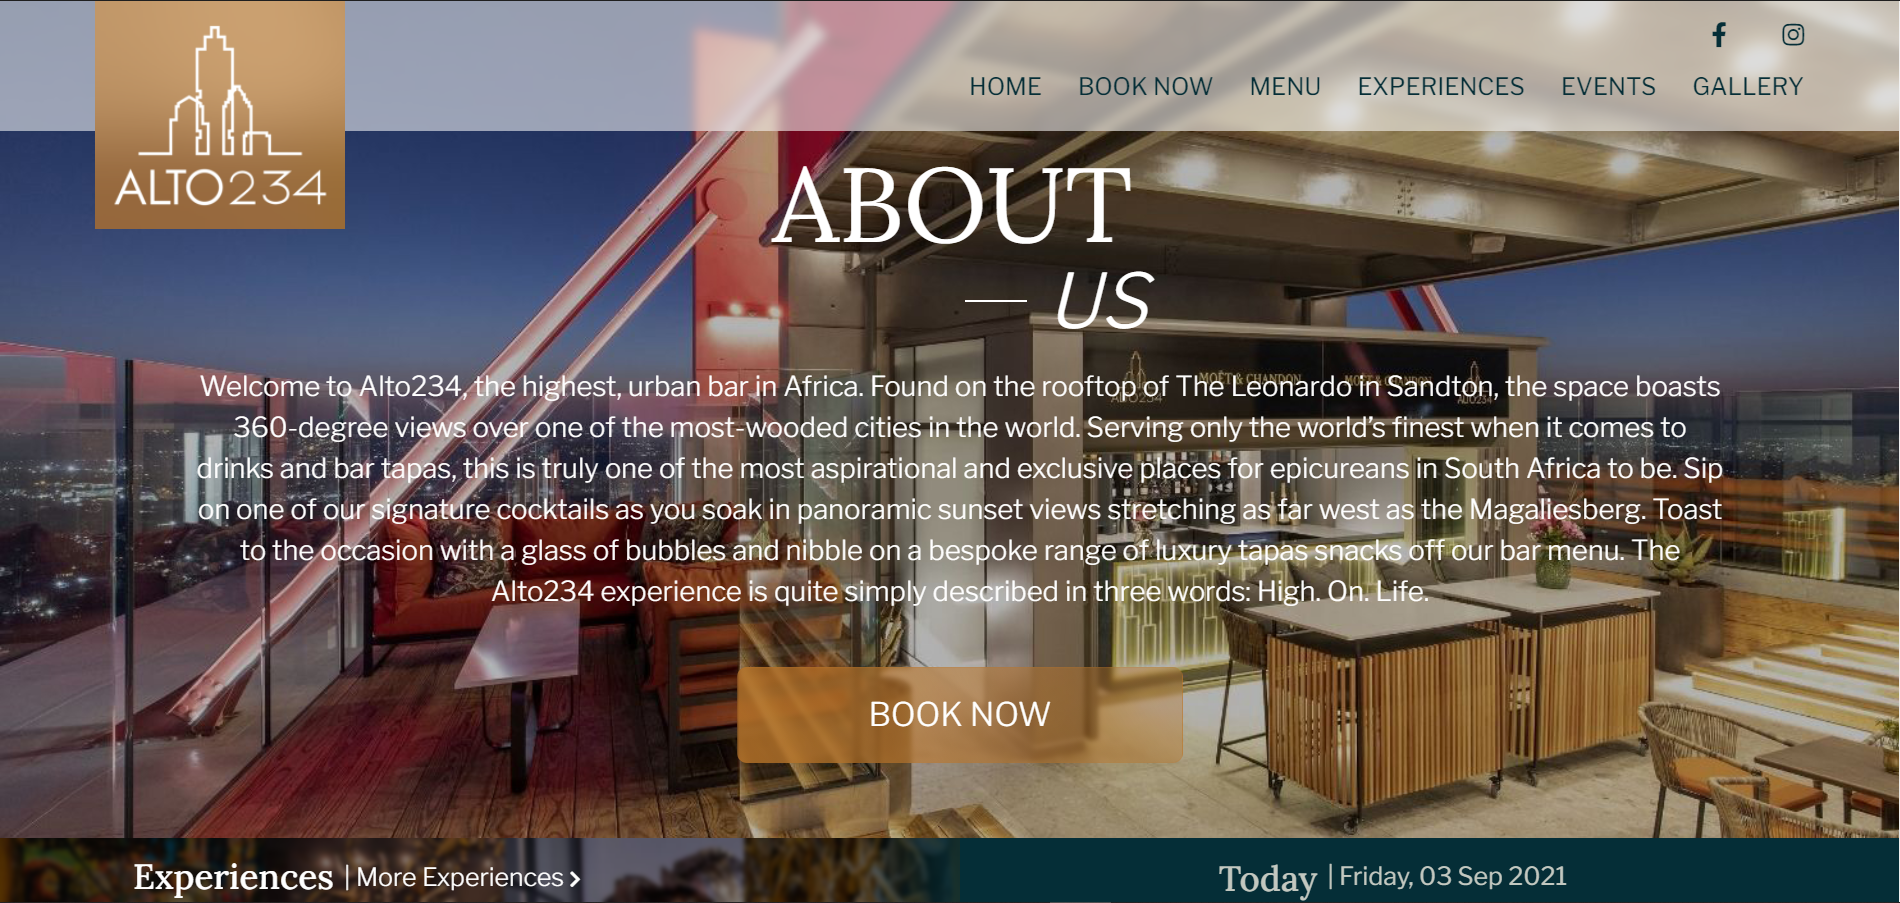 ALTO234
HOME BOOK NOW MENU EXPERIENCES EVENTS GALLERY
ABOUT
US
MOËT & CHANDON
MOËT & CHANDON
ALTO234
ALTO234
Welcome to Alto234, the highest, urban bar in Africa. Found on the rooftop of The Leonardo in Sandton, the space boasts
360-degree views over one of the most-wooded cities in the world. Serving only the world’s finest when it comes to
drinks and bar tapas, this is truly one of the most aspirational and exclusive places for epicureans in South Africa to be. Sip
on one of our signature cocktails as you soak in panoramic sunset views stretching as far west as the Magaliesberg. Toast
to the occasion with a glass of bubbles and nibble on a bespoke range of luxury tapas snacks off our bar menu. The
Alto234 experience is quite simply described in three words: High. On. Life.
BOOK NOW
Experiences | More Experiences
Today | Friday, 03 Sep 2021